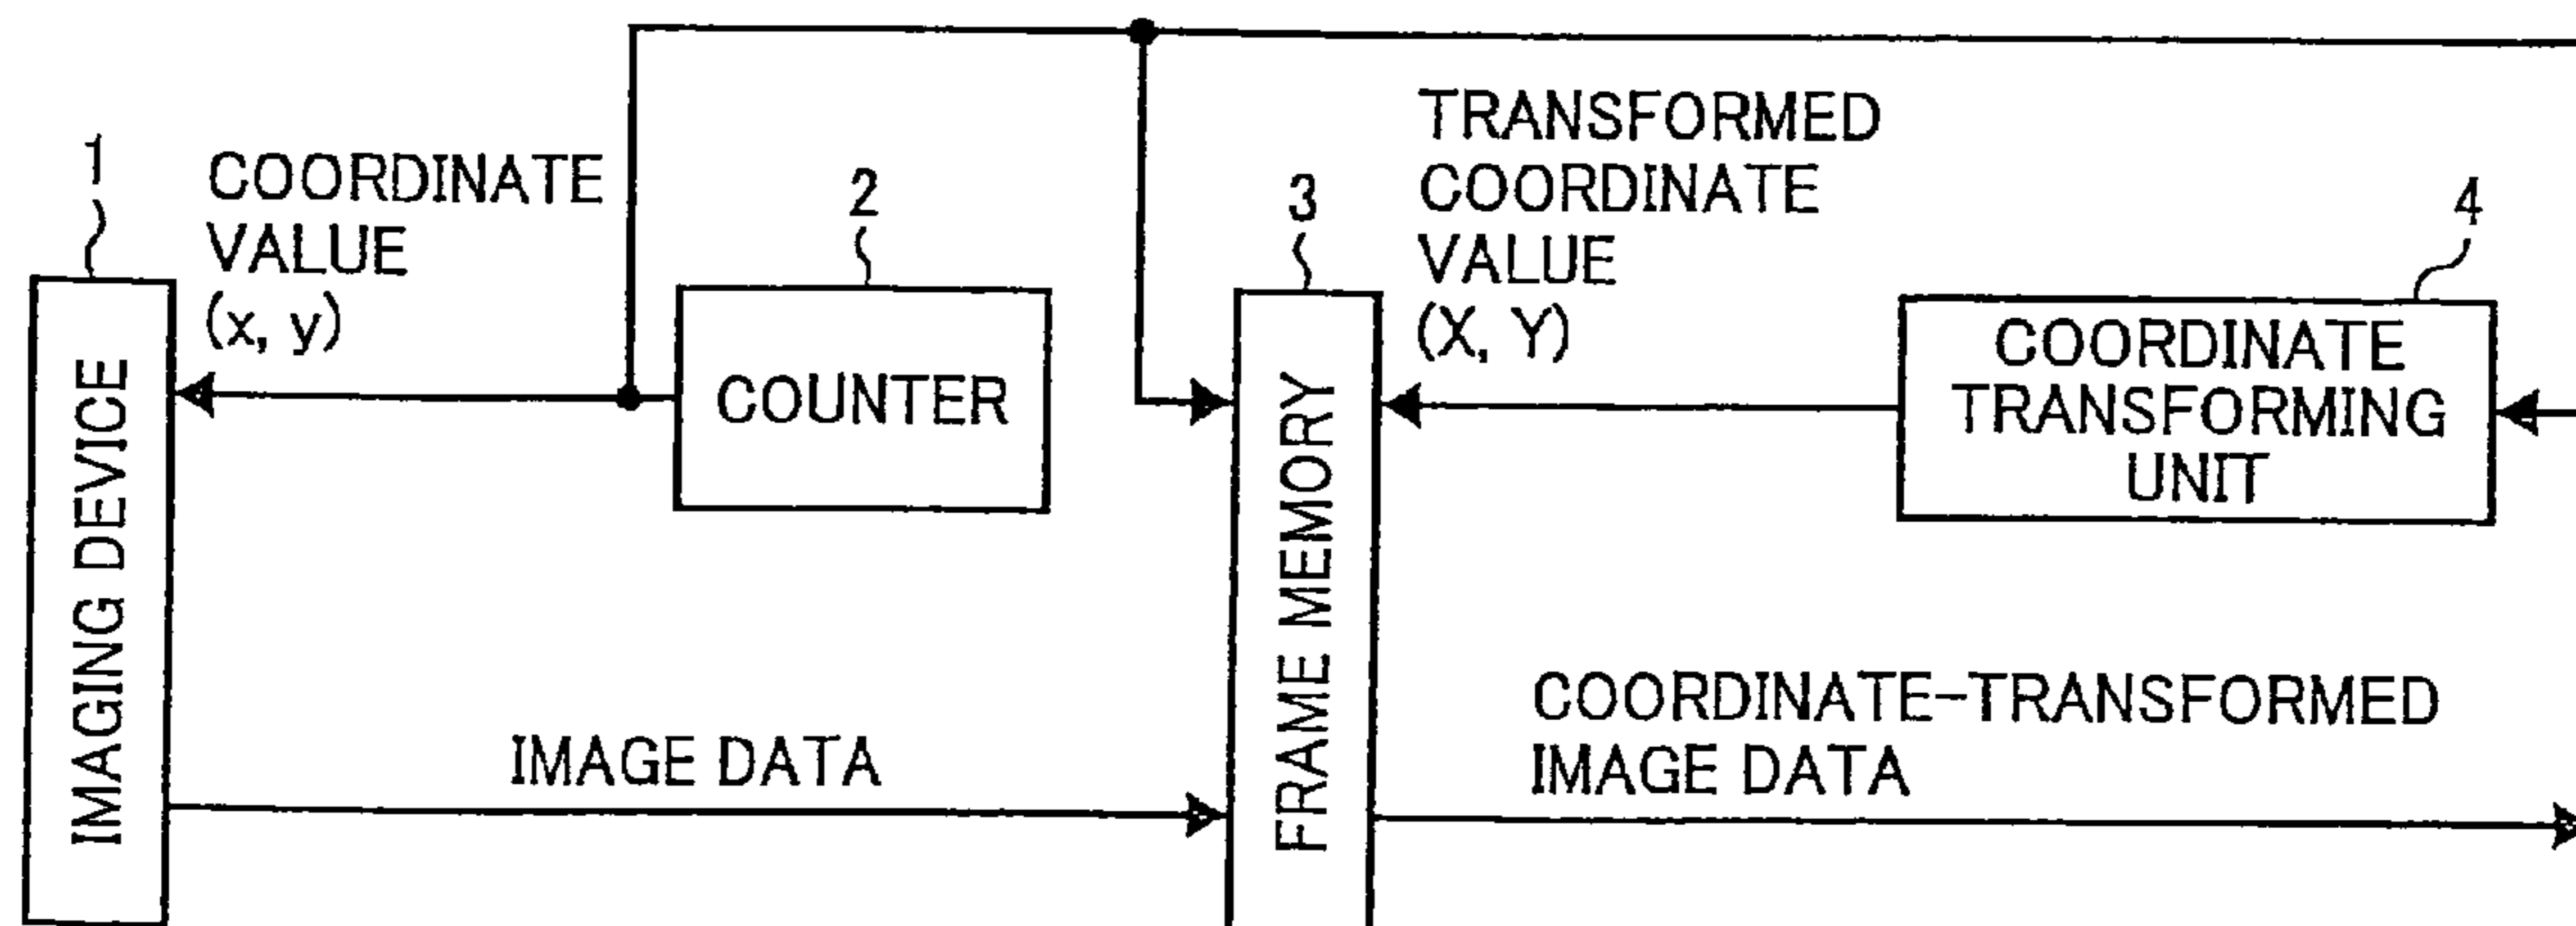 1
COORDINATE
VALUE
(x, y)
IMAGING DEVICE
2
COUNTER
3
FRAME MEMORY
TRANSFORMED
COORDINATE
VALUE
(X, Y)
4
COORDINATE
TRANSFORMING
UNIT
IMAGE DATA
COORDINATE-TRANSFORMED
IMAGE DATA